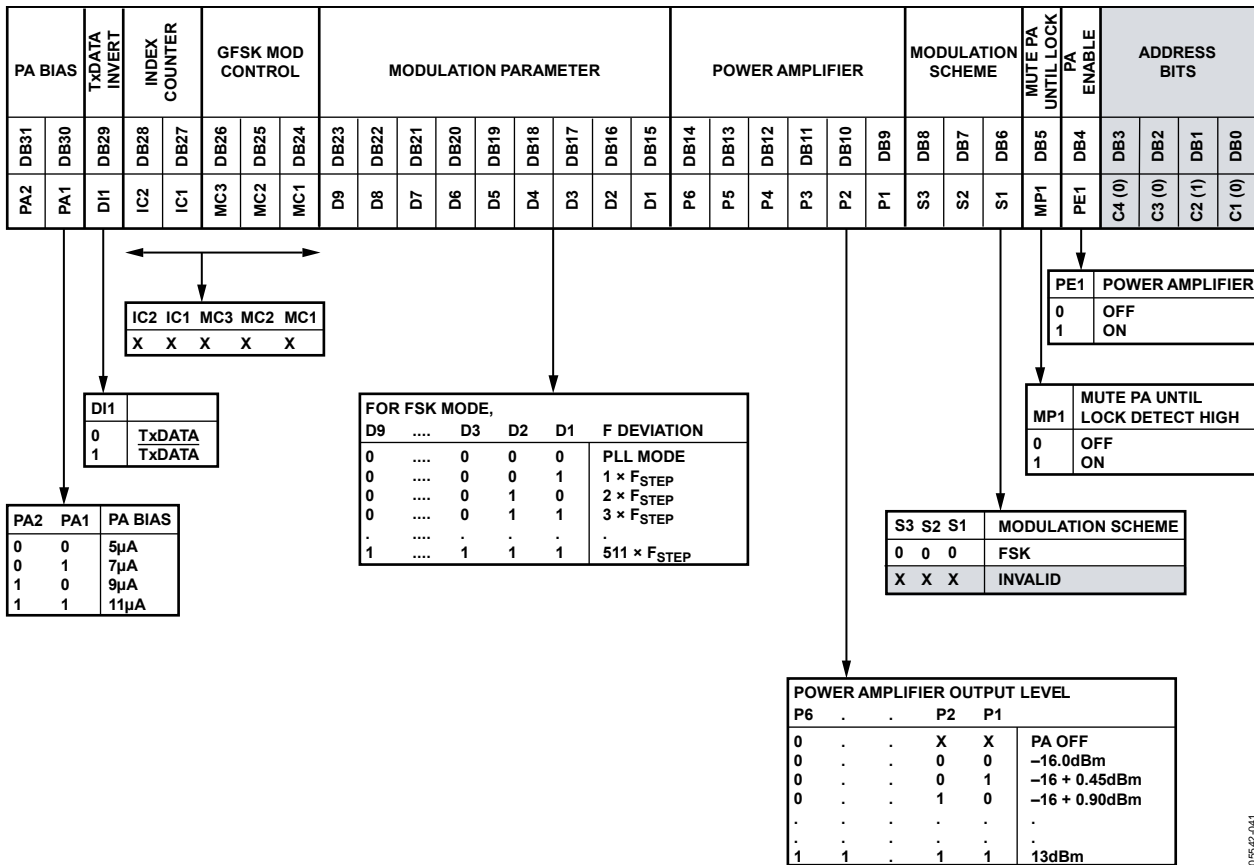 PA BIAS
TxDATA INVERT
INDEX COUNTER
GFSK MOD CONTROL
MODULATION PARAMETER
POWER AMPLIFIER
MODULATION SCHEME
MUTE PA UNTIL LOCK
PA ENABLE
ADDRESS BITS
DB31 DB30 DB29 DB28 DB27 DB26 DB25 DB24 DB23 DB22 DB21 DB20 DB19 DB18 DB17 DB16 DB15 DB14 DB13 DB12 DB11 DB10 DB9 DB8 DB7 DB6 DB5 DB4 DB3 DB2 DB1 DB0
PA2 PA1 DI1 IC2 IC1 MC3 MC2 MC1 D9 D8 D7 D6 D5 D4 D3 D2 D1 P6 P5 P4 P3 P2 P1 S3 S2 S1 MP1 PE1 C4 (0) C3 (0) C2 (1) C1 (0)
PE1 POWER AMPLIFIER
0 OFF
1 ON
IC2 IC1 MC3 MC2 MC1
X X X X X
MP1 MUTE PA UNTIL LOCK DETECT HIGH
0 OFF
1 ON
DI1
0 TxDATA
1 TxDATA
FOR FSK MODE,
D9 .... D3 D2 D1 F DEVIATION
0 .... 0 0 0 PLL MODE
0 .... 0 0 1 1 × FSTEP
0 .... 0 1 0 2 × FSTEP
0 .... 0 1 1 3 × FSTEP
. .... . . . .
1 .... 1 1 1 511 × FSTEP
PA2 PA1 PA BIAS
0 0 5µA
0 1 7µA
1 0 9µA
1 1 11µA
S3 S2 S1 MODULATION SCHEME
0 0 0 FSK
X X X INVALID
POWER AMPLIFIER OUTPUT LEVEL
P6 . . P2 P1
0 . . X X PA OFF
0 . . 0 0 –16.0dBm
0 . . 0 1 –16 + 0.45dBm
0 . . 1 0 –16 + 0.90dBm
. . . . . .
. . . . . .
1 1 . 1 1 13dBm
05542-041